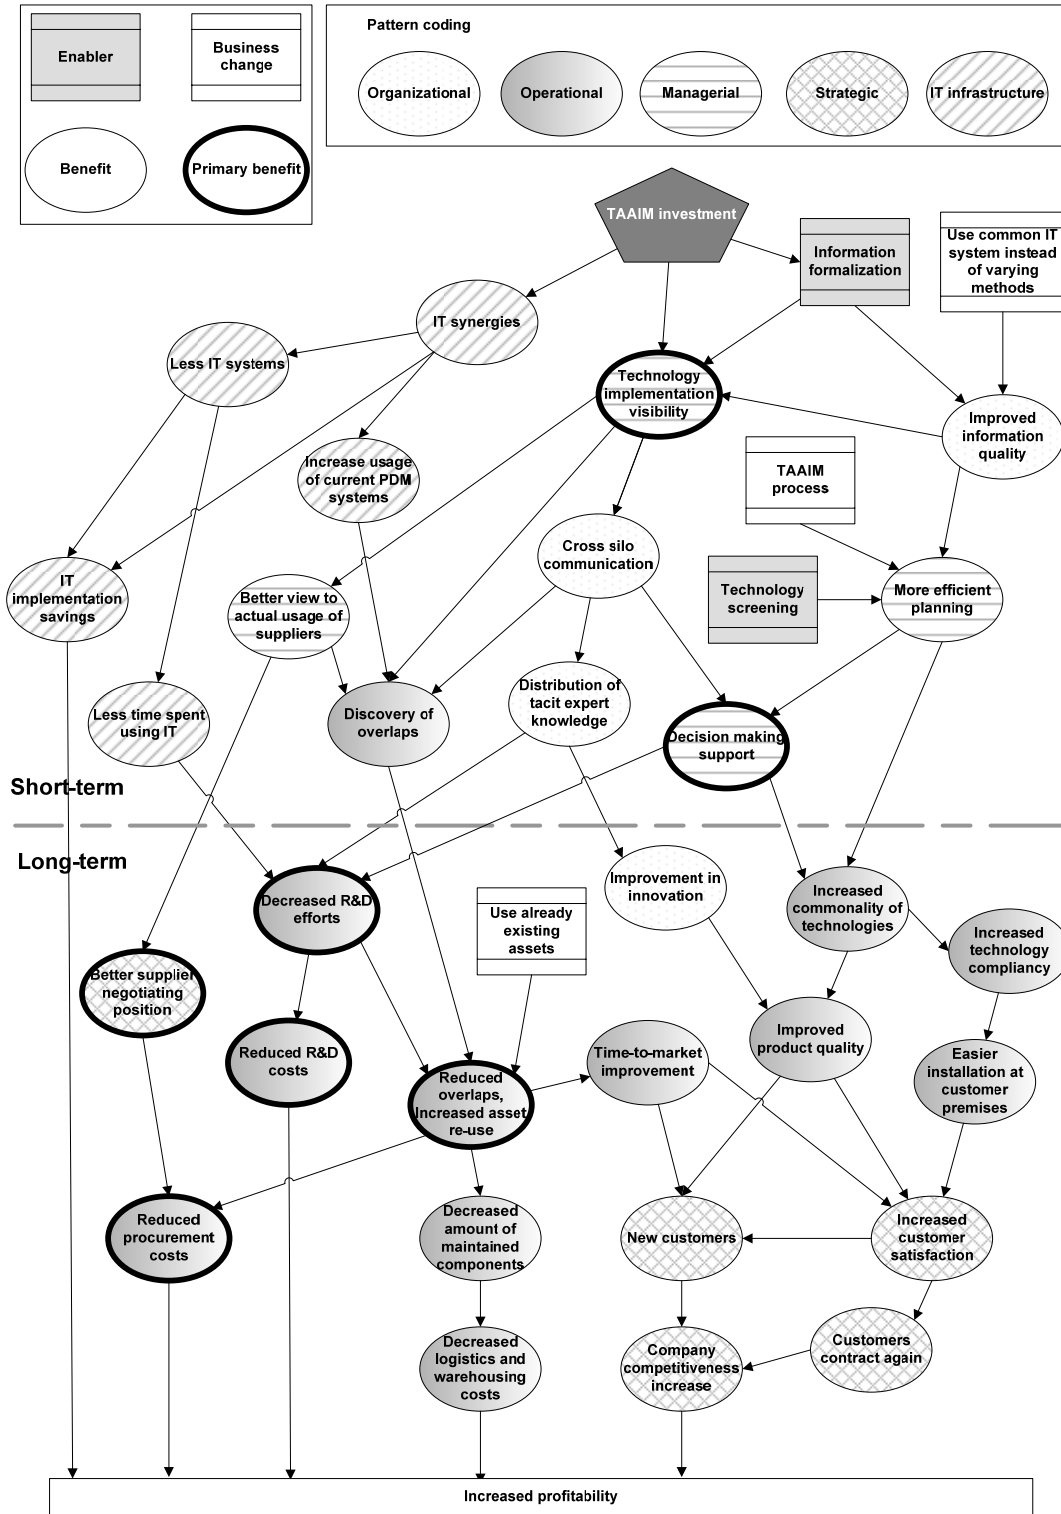 Enabler
Business
change
Benefit
Primary benefit
Pattern coding
Organizational
Operational
Managerial
Strategic
IT infrastructure
TAAIM investment
Information
formalization
Use common IT
system instead
of varying
methods
IT synergies
Less IT systems
Technology
implementation
visibility
Improved
information
quality
Increase usage
of current PDM
systems
TAAIM
process
Cross silo
communication
IT
implementation
savings
Better view to
actual usage of
suppliers
Technology
screening
More efficient
planning
Less time spent
using IT
Discovery of
overlaps
Distribution of
tacit expert
knowledge
Decision making
support
Short-term
Long-term
Decreased R&D
efforts
Use already
existing
assets
Improvement in
innovation
Increased
commonality of
technologies
Increased
technology
compliancy
Better supplier
negotiating
position
Reduced R&D
costs
Reduced
overlaps,
Increased asset
re-use
Time-to-market
improvement
Improved
product quality
Easier
installation at
customer
premises
Reduced
procurement
costs
Decreased
amount of
maintained
components
New customers
Increased
customer
satisfaction
Decreased
logistics and
warehousing
costs
Company
competitiveness
increase
Customers
contract again
Increased profitability